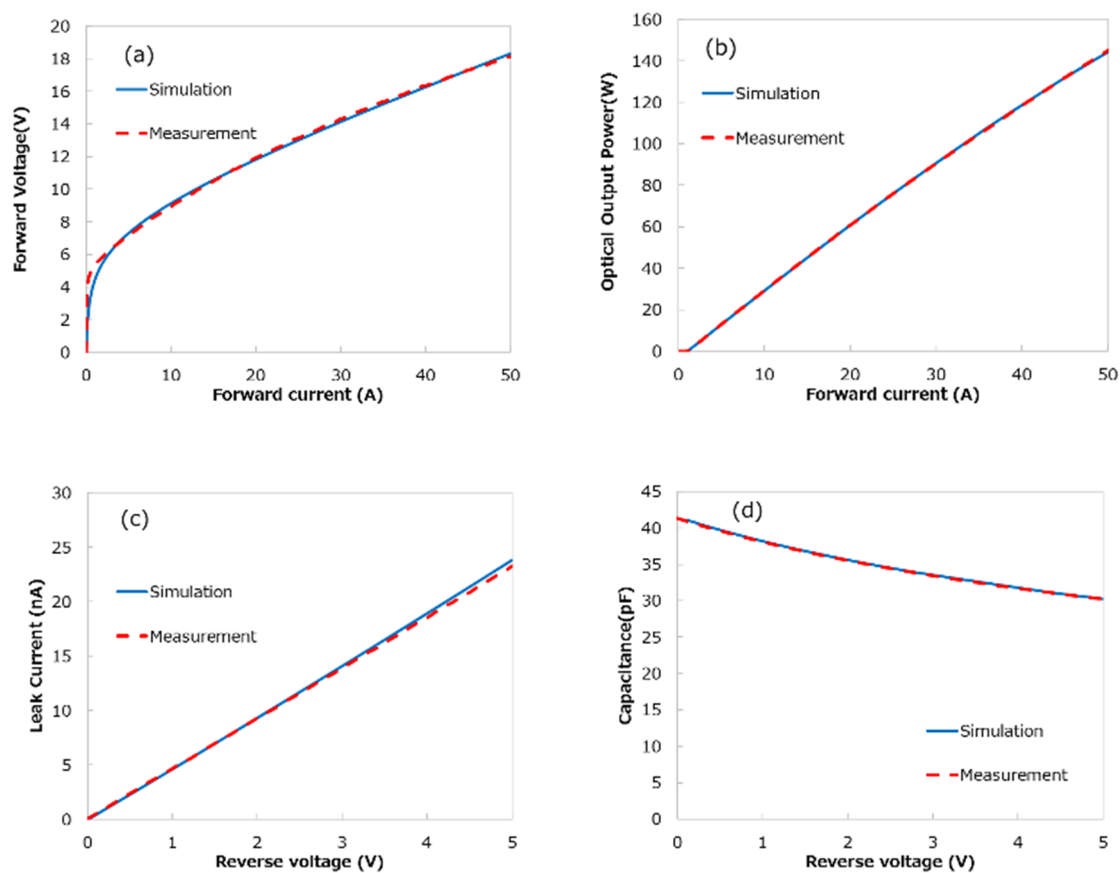 (a)
Simulation
Measurement
Forward Voltage(V)
20
18
16
14
12
10
8
6
4
2
0
0 10 20 30 40 50
Forward current (A)
(b)
Simulation
Measurement
Optical Output Power(W)
160
140
120
100
80
60
40
20
0
0 10 20 30 40 50
Forward current (A)
(c)
Simulation
Measurement
Leak Current (nA)
30
25
20
15
10
5
0
0 1 2 3 4 5
Reverse voltage (V)
(d)
Simulation
Measurement
Capacitance(pF)
45
40
35
30
25
20
15
10
5
0
0 1 2 3 4 5
Reverse voltage (V)